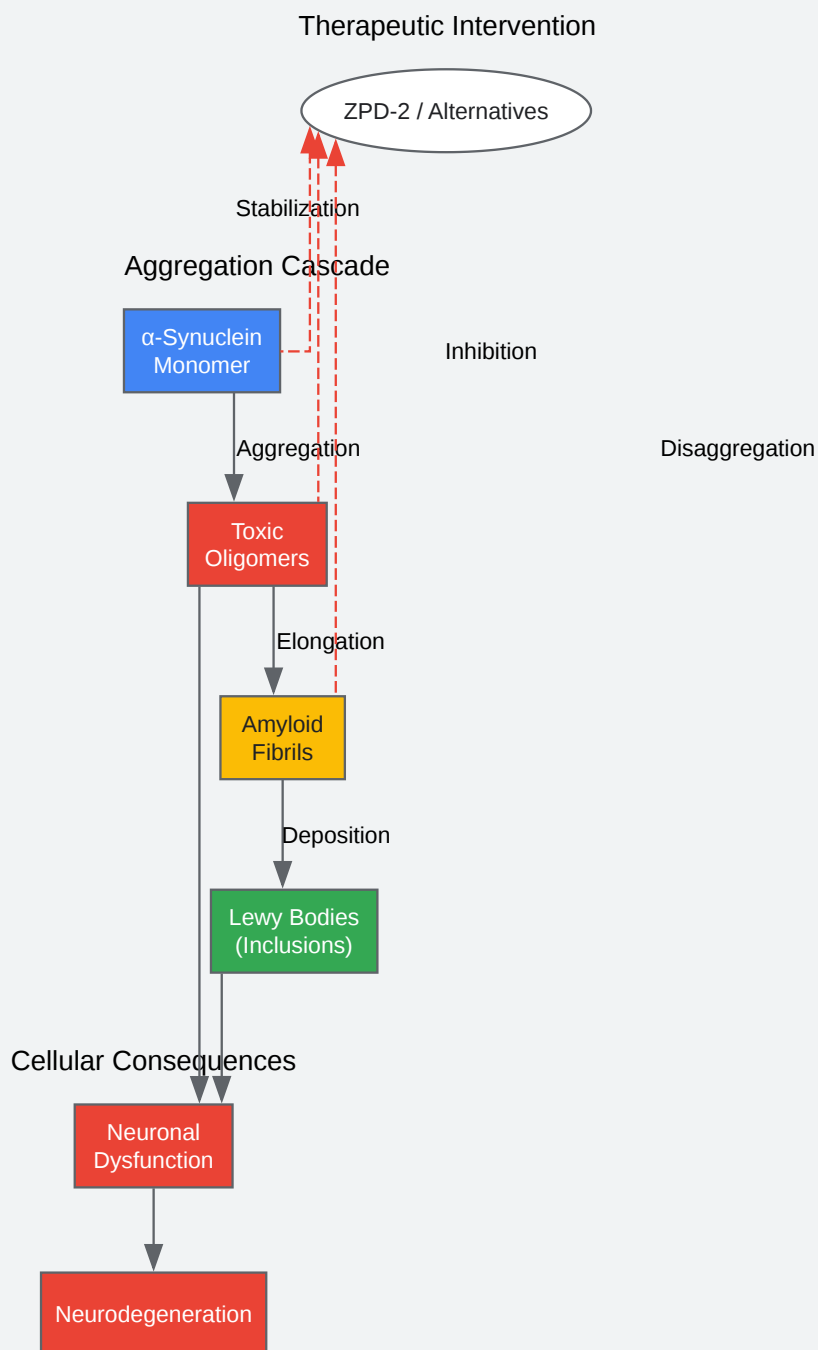 Therapeutic Intervention
ZPD-2 / Alternatives
Stabilization
Aggregation Cascade
α-Synuclein
Monomer
Inhibition
Aggregation
Disaggregation
Toxic
Oligomers
Elongation
Amyloid
Fibrils
Deposition
Lewy Bodies
(Inclusions)
Cellular Consequences
Neuronal
Dysfunction
Neurodegeneration